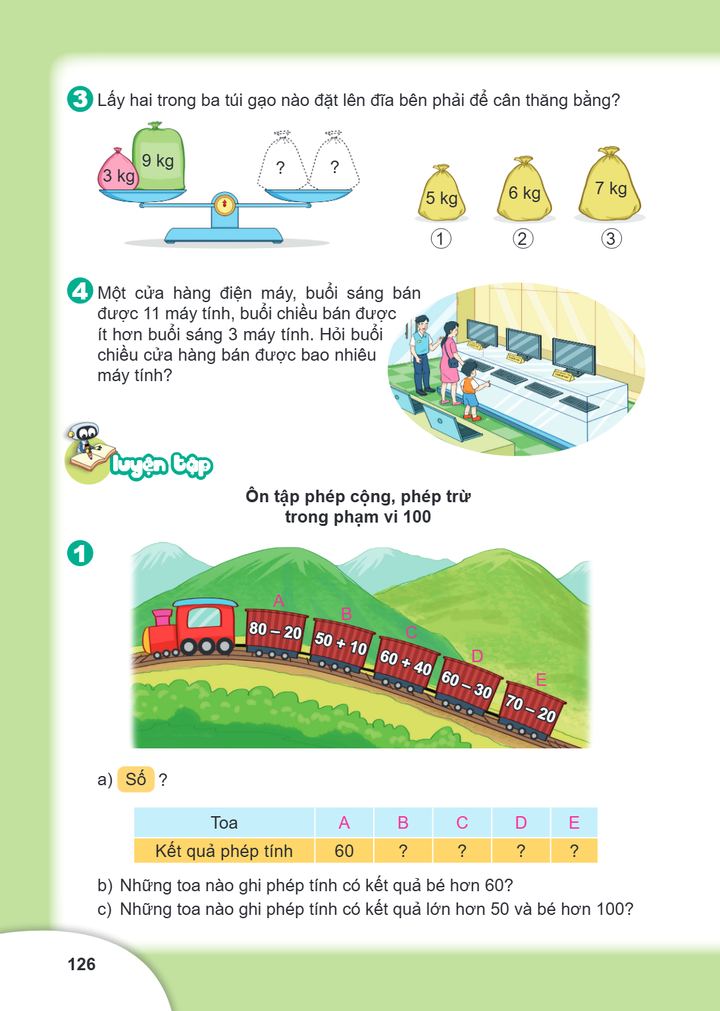 3 Lấy hai trong ba túi gạo nào đặt lên đĩa bên phải để cân thăng bằng?
3 kg
9 kg
?
?
5 kg
6 kg
7 kg
1
2
3
4 Một cửa hàng điện máy, buổi sáng bán
được 11 máy tính, buổi chiều bán được
ít hơn buổi sáng 3 máy tính. Hỏi buổi
chiều cửa hàng bán được bao nhiêu
máy tính?
luyện tập
Ôn tập phép cộng, phép trừ
trong phạm vi 100
1
A
B
C
D
E
80 – 20
50 + 10
60 + 40
60 – 30
70 – 20
a) Số ?
Toa A B C D E
Kết quả phép tính 60 ? ? ? ?
b) Những toa nào ghi phép tính có kết quả bé hơn 60?
c) Những toa nào ghi phép tính có kết quả lớn hơn 50 và bé hơn 100?
126